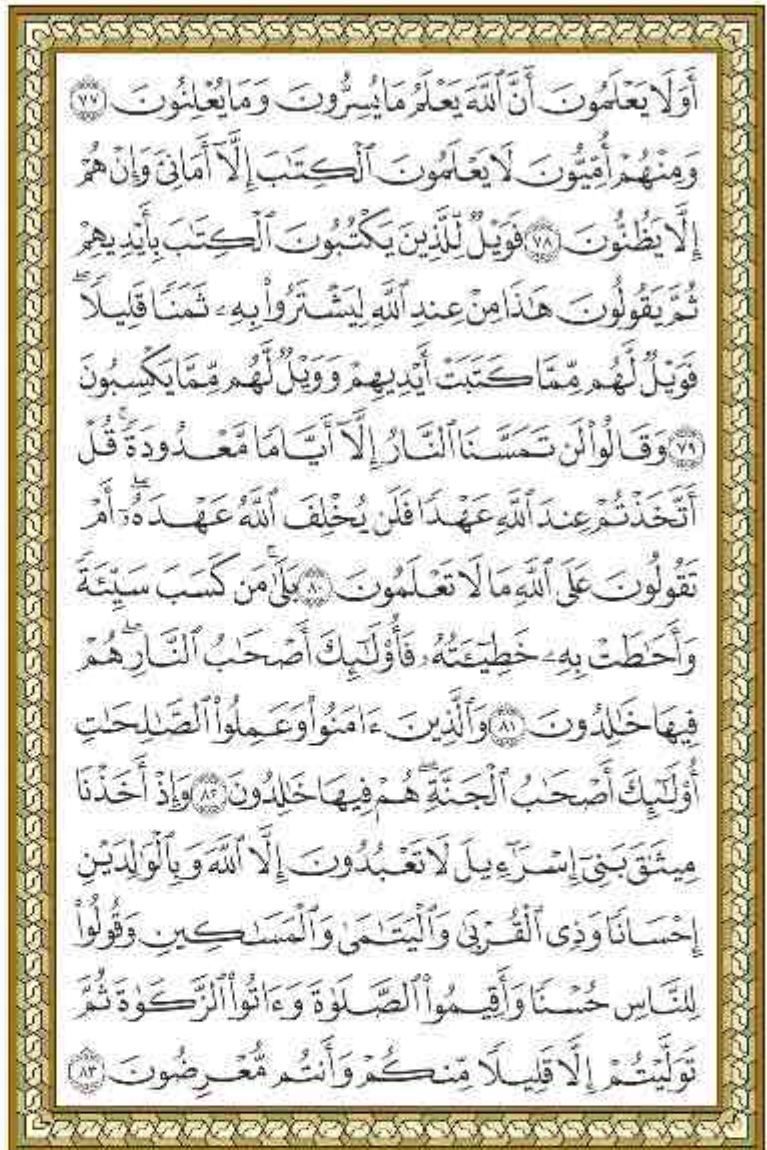 أَوَلَا يَعْلَمُونَ أَنَّ ٱللَّهَ يَعْلَمُ مَا يُسِرُّونَ وَمَا يُعْلِنُونَ ٧٧
وَمِنْهُمْ أُمِّيُّونَ لَا يَعْلَمُونَ ٱلْكِتَٰبَ إِلَّآ أَمَانِىَّ وَإِنْ هُمْ
إِلَّا يَظُنُّونَ ٧٨ فَوَيْلٌ لِّلَّذِينَ يَكْتُبُونَ ٱلْكِتَٰبَ بِأَيْدِيهِمْ
ثُمَّ يَقُولُونَ هَٰذَا مِنْ عِندِ ٱللَّهِ لِيَشْتَرُوا۟ بِهِۦ ثَمَنًا قَلِيلًا ۖ
فَوَيْلٌ لَّهُم مِّمَّا كَتَبَتْ أَيْدِيهِمْ وَوَيْلٌ لَّهُم مِّمَّا يَكْسِبُونَ
٧٩ وَقَالُوا۟ لَن تَمَسَّنَا ٱلنَّارُ إِلَّآ أَيَّامًا مَّعْدُودَةً ۚ قُلْ
أَتَّخَذْتُمْ عِندَ ٱللَّهِ عَهْدًا فَلَن يُخْلِفَ ٱللَّهُ عَهْدَهُۥٓ ۖ أَمْ
تَقُولُونَ عَلَى ٱللَّهِ مَا لَا تَعْلَمُونَ ٨٠ بَلَىٰ ۚ مَن كَسَبَ سَيِّئَةً
وَأَحَٰطَتْ بِهِۦ خَطِيٓـَٔتُهُۥ فَأُو۟لَٰٓئِكَ أَصْحَٰبُ ٱلنَّارِ ۖ هُمْ
فِيهَا خَٰلِدُونَ ٨١ وَٱلَّذِينَ ءَامَنُوا۟ وَعَمِلُوا۟ ٱلصَّٰلِحَٰتِ
أُو۟لَٰٓئِكَ أَصْحَٰبُ ٱلْجَنَّةِ ۖ هُمْ فِيهَا خَٰلِدُونَ ٨٢ وَإِذْ أَخَذْنَا
مِيثَٰقَ بَنِىٓ إِسْرَٰٓءِيلَ لَا تَعْبُدُونَ إِلَّا ٱللَّهَ وَبِٱلْوَٰلِدَيْنِ
إِحْسَانًا وَذِى ٱلْقُرْبَىٰ وَٱلْيَتَٰمَىٰ وَٱلْمَسَٰكِينِ وَقُولُوا۟
لِلنَّاسِ حُسْنًا وَأَقِيمُوا۟ ٱلصَّلَوٰةَ وَءَاتُوا۟ ٱلزَّكَوٰةَ ثُمَّ
تَوَلَّيْتُمْ إِلَّا قَلِيلًا مِّنكُمْ وَأَنتُم مُّعْرِضُونَ ٨٣